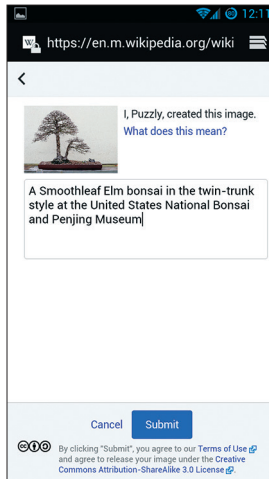 12:11
https://en.m.wikipedia.org/wiki
I, Puzzly, created this image.
What does this mean?
A Smoothleaf Elm bonsai in the twin-trunk
style at the United States National Bonsai
and Penjing Museum
Cancel
Submit
By clicking "Submit", you agree to our Terms of Use
and agree to release your image under the Creative
Commons Attribution-ShareAlike 3.0 License